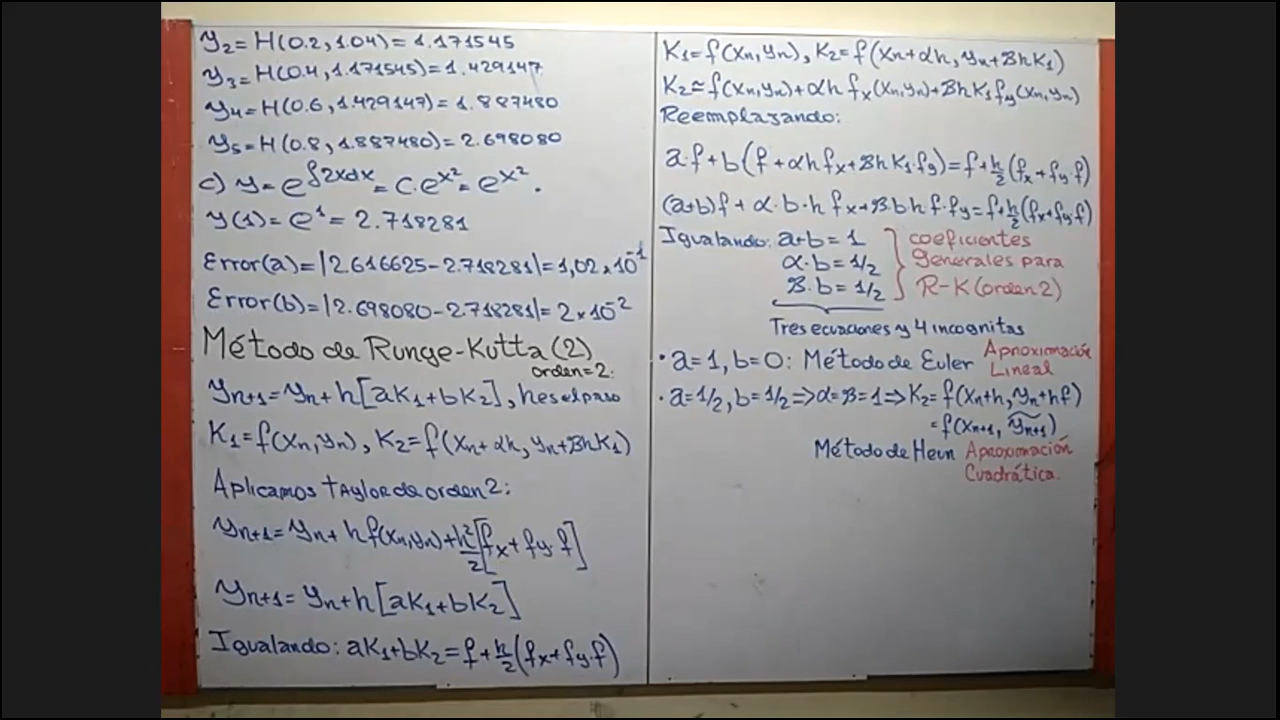 y₂ = H(0.2, 1.04) = 1.171545
y₃ = H(0.4, 1.171545) = 1.429147
y₄ = H(0.6, 1.429147) = 1.887480
y₅ = H(0.8, 1.887480) = 2.698080
c) y = e^∫2xdx = c.e^x² = e^x².
y(1) = e¹ = 2.718281
Error(a) = |2.616625 - 2.718281| = 1,02 x 10⁻¹
Error(b) = |2.698080 - 2.718281| = 2 x 10⁻²
Método de Runge-Kutta (2)
orden = 2.
yₙ₊₁ = yₙ + h[aK₁ + bK₂], h es el paso
K₁ = f(xₙ, yₙ), K₂ = f(xₙ + αh, yₙ + βhK₁)
Aplicamos Taylor de orden 2:
yₙ₊₁ = yₙ + h f(xₙ, yₙ) + h²/2 [fx + fy.f]
yₙ₊₁ = yₙ + h[aK₁ + bK₂]
Igualando: aK₁ + bK₂ = f + h/2 (fx + fy.f)
K₁ = f(xₙ, yₙ), K₂ = f(xₙ + αh, yₙ + βhK₁)
K₂ ≃ f(xₙ, yₙ) + αh fx(xₙ, yₙ) + βhK₁ fy(xₙ, yₙ)
Reemplazando:
a.f + b(f + αh fx + βhK₁ fy) = f + h/2 (fx + fy.f)
(a+b)f + α.b.h fx + β.b.h f.fy = f + h/2 (fx + fy.f)
Igualando: a+b = 1
α.b = 1/2
β.b = 1/2
coeficientes
generales para
R-K (orden 2)
Tres ecuaciones y 4 incognitas
• a = 1, b = 0: Método de Euler Aproximación
Lineal
• a = 1/2, b = 1/2 => α = β = 1 => K₂ = f(xₙ + h, yₙ + hf)
= f(xₙ₊₁, ỹₙ₊₁)
Método de Heun Aproximación
Cuadrática.